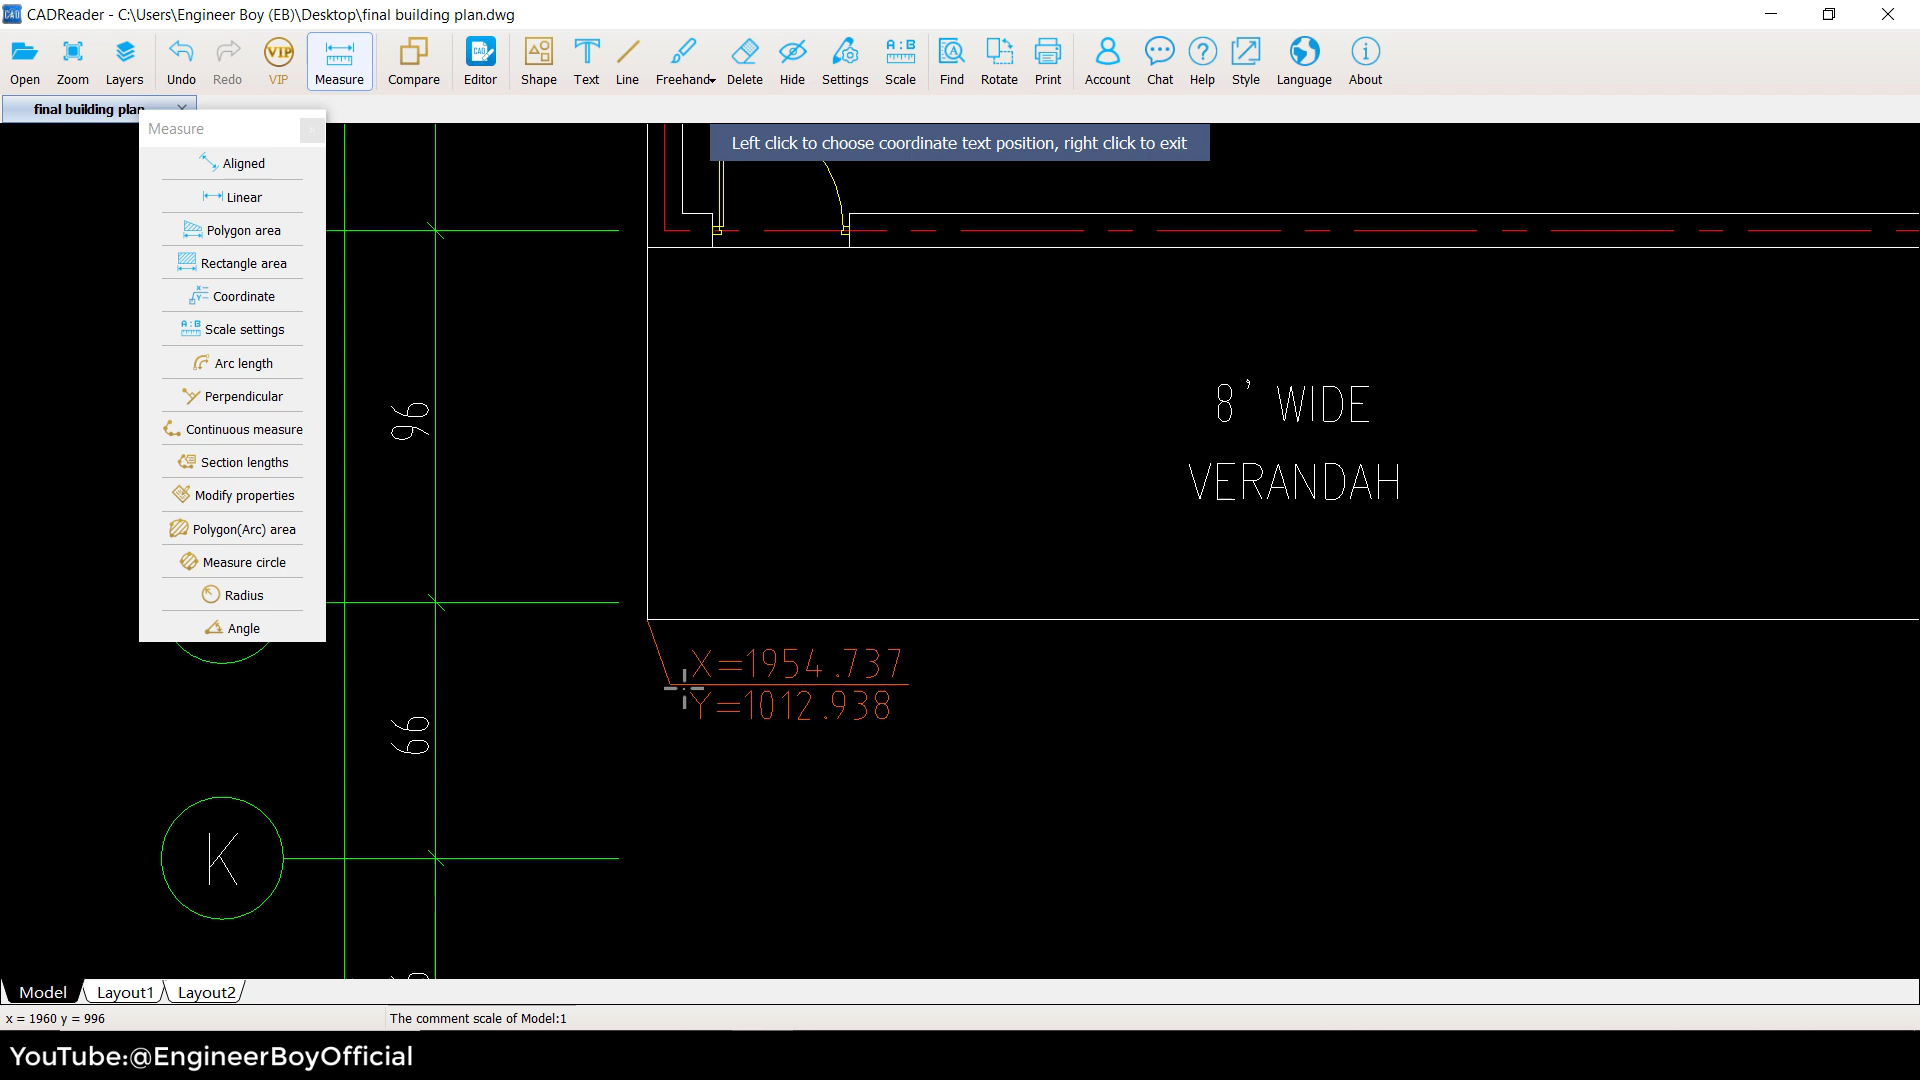 CADReader - C:\Users\Engineer Boy (EB)\Desktop\final building plan.dwg
Open Zoom Layers Undo Redo VIP Measure Compare Editor Shape Text Line Freehand Delete Hide Settings Scale Find Rotate Print Account Chat Help Style Language About
final building plan
Measure
Aligned
Linear
Polygon area
Rectangle area
Coordinate
Scale settings
Arc length
Perpendicular
Continuous measure
Section lengths
Modify properties
Polygon(Arc) area
Measure circle
Radius
Angle
Left click to choose coordinate text position, right click to exit
96
8' WIDE
VERANDAH
X=1954.737
Y=1012.938
66
K
Model Layout1 Layout2
x = 1960 y = 996
The comment scale of Model:1
YouTube:@EngineerBoyOfficial